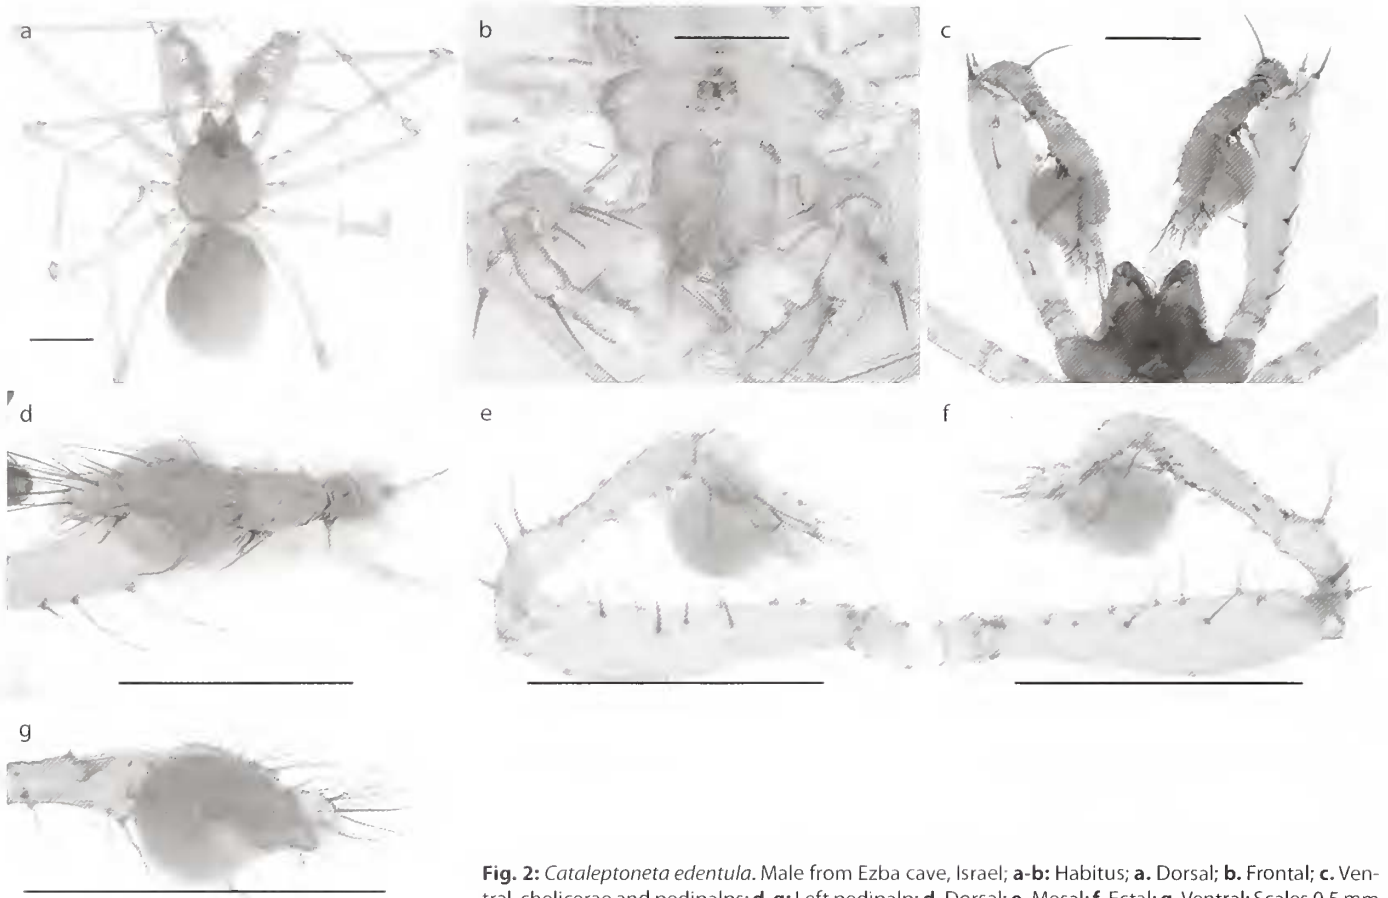 a
b
c
d
e
f
g
Fig. 2: Cataleptoneta edentula. Male from Ezba cave, Israel; a-b: Habitus; a. Dorsal; b. Frontal; c. Ven-
tral, chelicerae and pedipalps; d-g: Left pedipalp; d. Dorsal; e. Mesal; f. Ectal; g. Ventral; Scales 0.5 mm